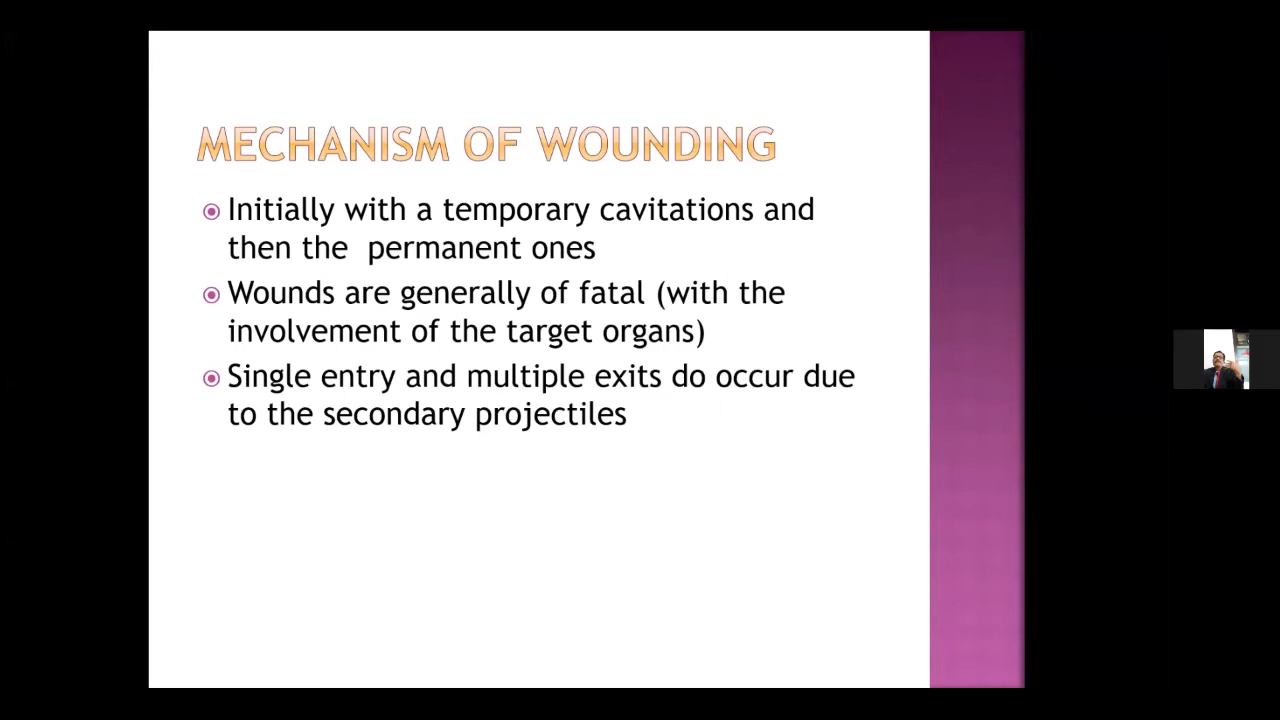 MECHANISM OF WOUNDING
Initially with a temporary cavitations and
then the permanent ones
Wounds are generally of fatal (with the
involvement of the target organs)
Single entry and multiple exits do occur due
to the secondary projectiles